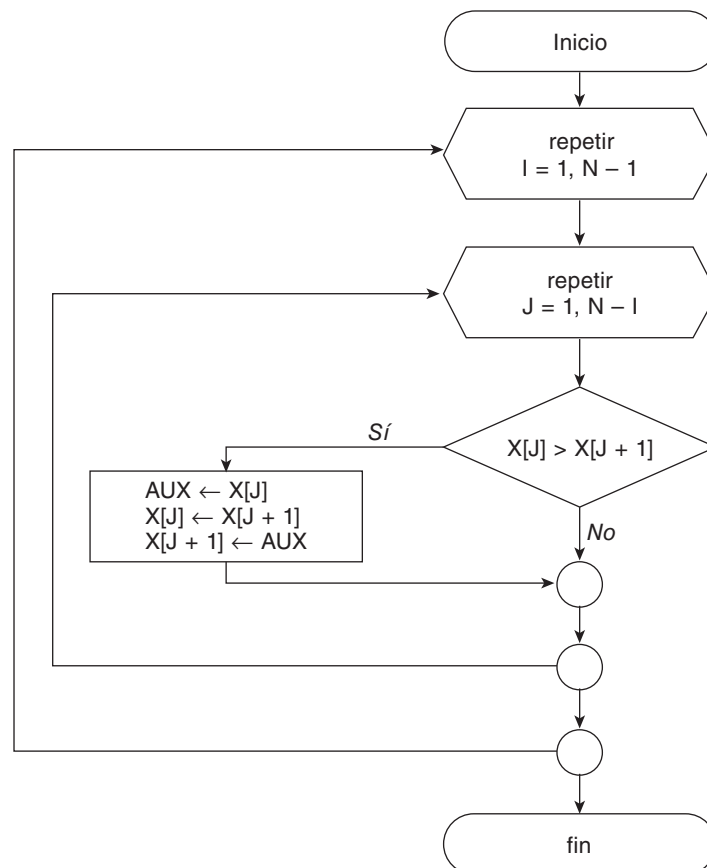 Inicio
repetir
I = 1, N – 1
repetir
J = 1, N – I
X[J] > X[J + 1]
Sí
AUX ← X[J]
X[J] ← X[J + 1]
X[J + 1] ← AUX
No
fin